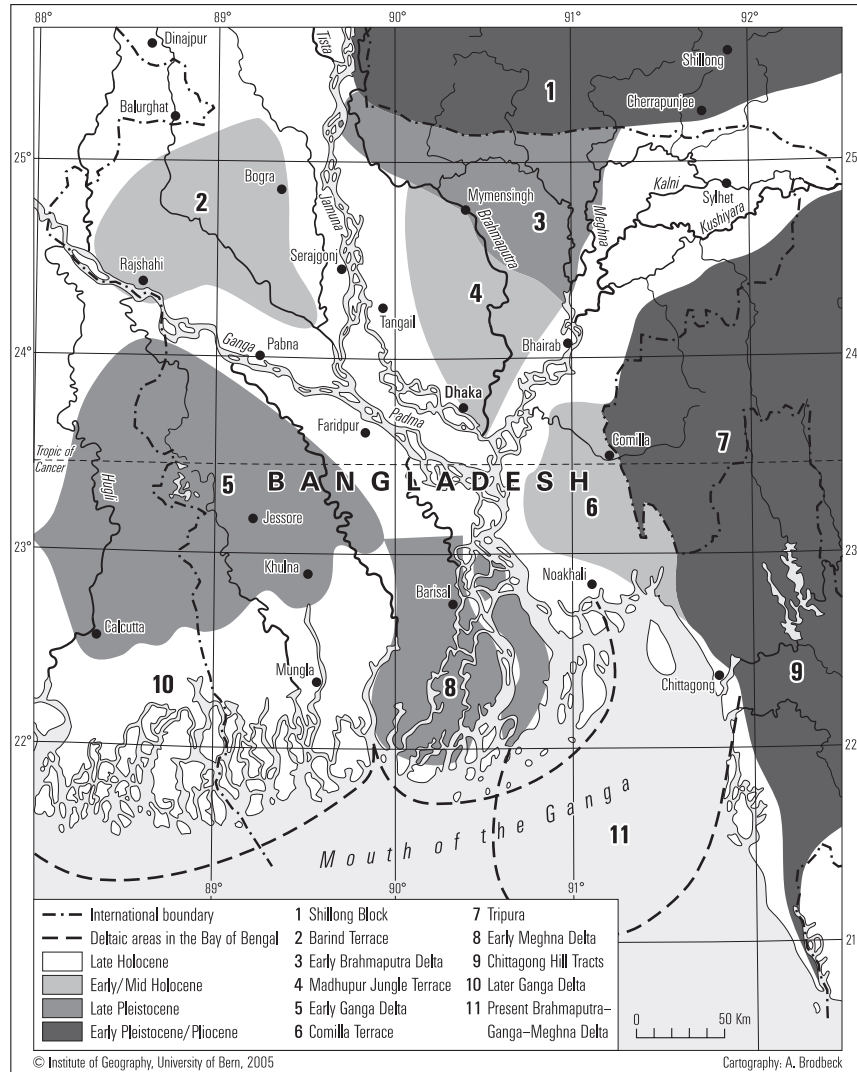 88° 89° 90° 91° 92°
Dinajpur
Tista
Shillong
1
Cherrapunjee
Balurghat
25° 25
Bogra
2
Jamuna
Mymensingh
Brahmaputra
3
Meghna
Kalni
Sylhet
Kushiyara
Rajshahi
Serajgonj
4
Tangail
Bhairab
24° 24
Ganga
Pabna
Dhaka
Padma
Faridpur
Comilla
7
Tropic of
Cancer
Hugli
5
BANGLADESH
6
Jessore
23° 23
Khulna
Noakhali
Barisal
Calcutta
Mungla
10
8
Chittagong
9
22° 22
Mouth of the Ganga
11
89° 90° 91°
International boundary
Deltaic areas in the Bay of Bengal
Late Holocene
Early/Mid Holocene
Late Pleistocene
Early Pleistocene/Pliocene
1 Shillong Block
2 Barind Terrace
3 Early Brahmaputra Delta
4 Madhupur Jungle Terrace
5 Early Ganga Delta
6 Comilla Terrace
7 Tripura
8 Early Meghna Delta
9 Chittagong Hill Tracts
10 Later Ganga Delta
11 Present Brahmaputra–
Ganga–Meghna Delta
21
0 50 Km
92°
© Institute of Geography, University of Bern, 2005
Cartography: A. Brodbeck